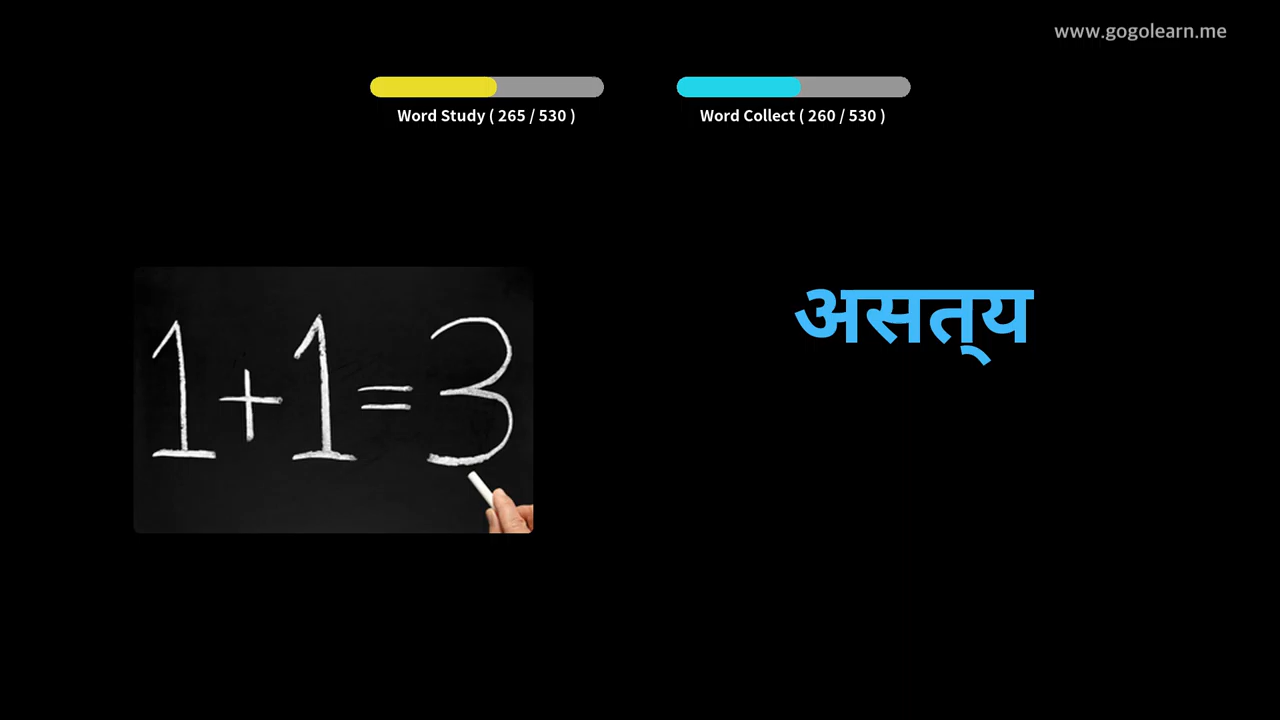 www.gogolearn.me
Word Study ( 265 / 530 )
Word Collect ( 260 / 530 )
असत्‌य
1+1=3